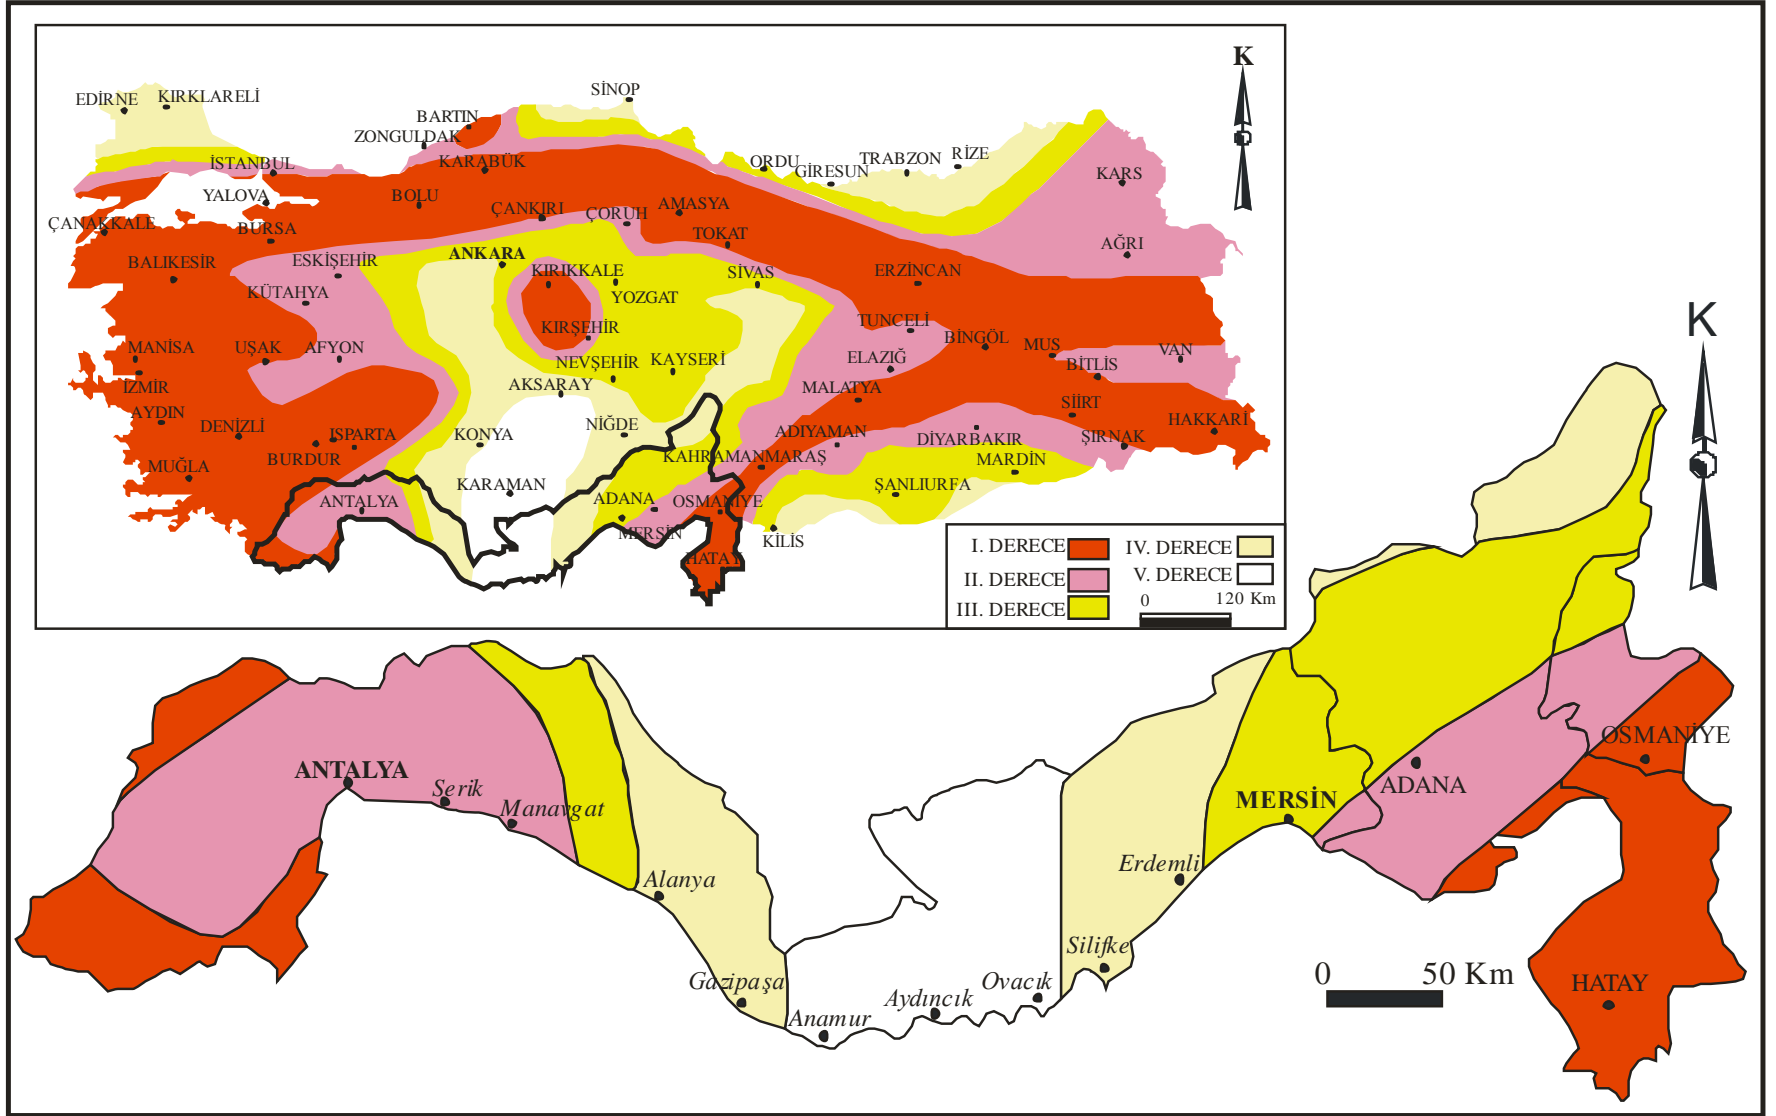 K
SİNOP
EDİRNE
KIRKLARELİ
BARTIN
ZONGULDAK
İSTANBUL
KARABÜK
ORDU
GİRESUN
TRABZON
RİZE
KARS
YALOVA
BOLU
ÇANKIRI
ÇORUH
AMASYA
ÇANAKKALE
BURSA
TOKAT
AĞRI
BALIKESİR
ESKİŞEHİR
ANKARA
KIRIKKALE
SİVAS
ERZİNCAN
KÜTAHYA
YOZGAT
KIRŞEHİR
TUNCELİ
BİNGÖL
MUS
VAN
MANİSA
UŞAK
AFYON
NEVŞEHİR
KAYSERİ
ELAZIĞ
BİTLİS
İZMİR
AKSARAY
MALATYA
AYDIN
DENİZLİ
ISPARTA
KONYA
NİĞDE
ADIYAMAN
DİYARBAKIR
SİİRT
ŞIRNAK
HAKKARİ
BURDUR
KAHRAMANMARAŞ
MARDİN
MUĞLA
KARAMAN
ŞANLIURFA
ANTALYA
ADANA
OSMANİYE
MERSİN
KİLİS
HATAY
I. DERECE
IV. DERECE
II. DERECE
V. DERECE
III. DERECE
0 120 Km
K
ANTALYA
Serik
Manavgat
Alanya
Gazipaşa
Anamur
Aydıncık
Ovacık
Silifke
Erdemli
MERSİN
ADANA
OSMANİYE
HATAY
0 50 Km